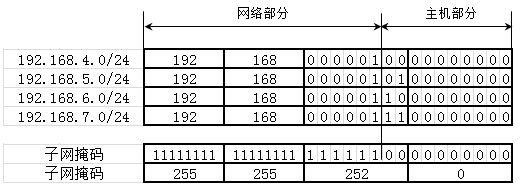 网络部分 主机部分
192.168.4.0/24 192 168 0 0 0 0 0 1 0 0 0 0 0 0 0 0 0 0
192.168.5.0/24 192 168 0 0 0 0 0 1 0 1 0 0 0 0 0 0 0 0
192.168.6.0/24 192 168 0 0 0 0 0 1 1 0 0 0 0 0 0 0 0 0
192.168.7.0/24 192 168 0 0 0 0 0 1 1 1 0 0 0 0 0 0 0 0
子网掩码 11111111 11111111 1 1 1 1 1 1 0 0 0 0 0 0 0 0 0 0
子网掩码 255 255 252 0